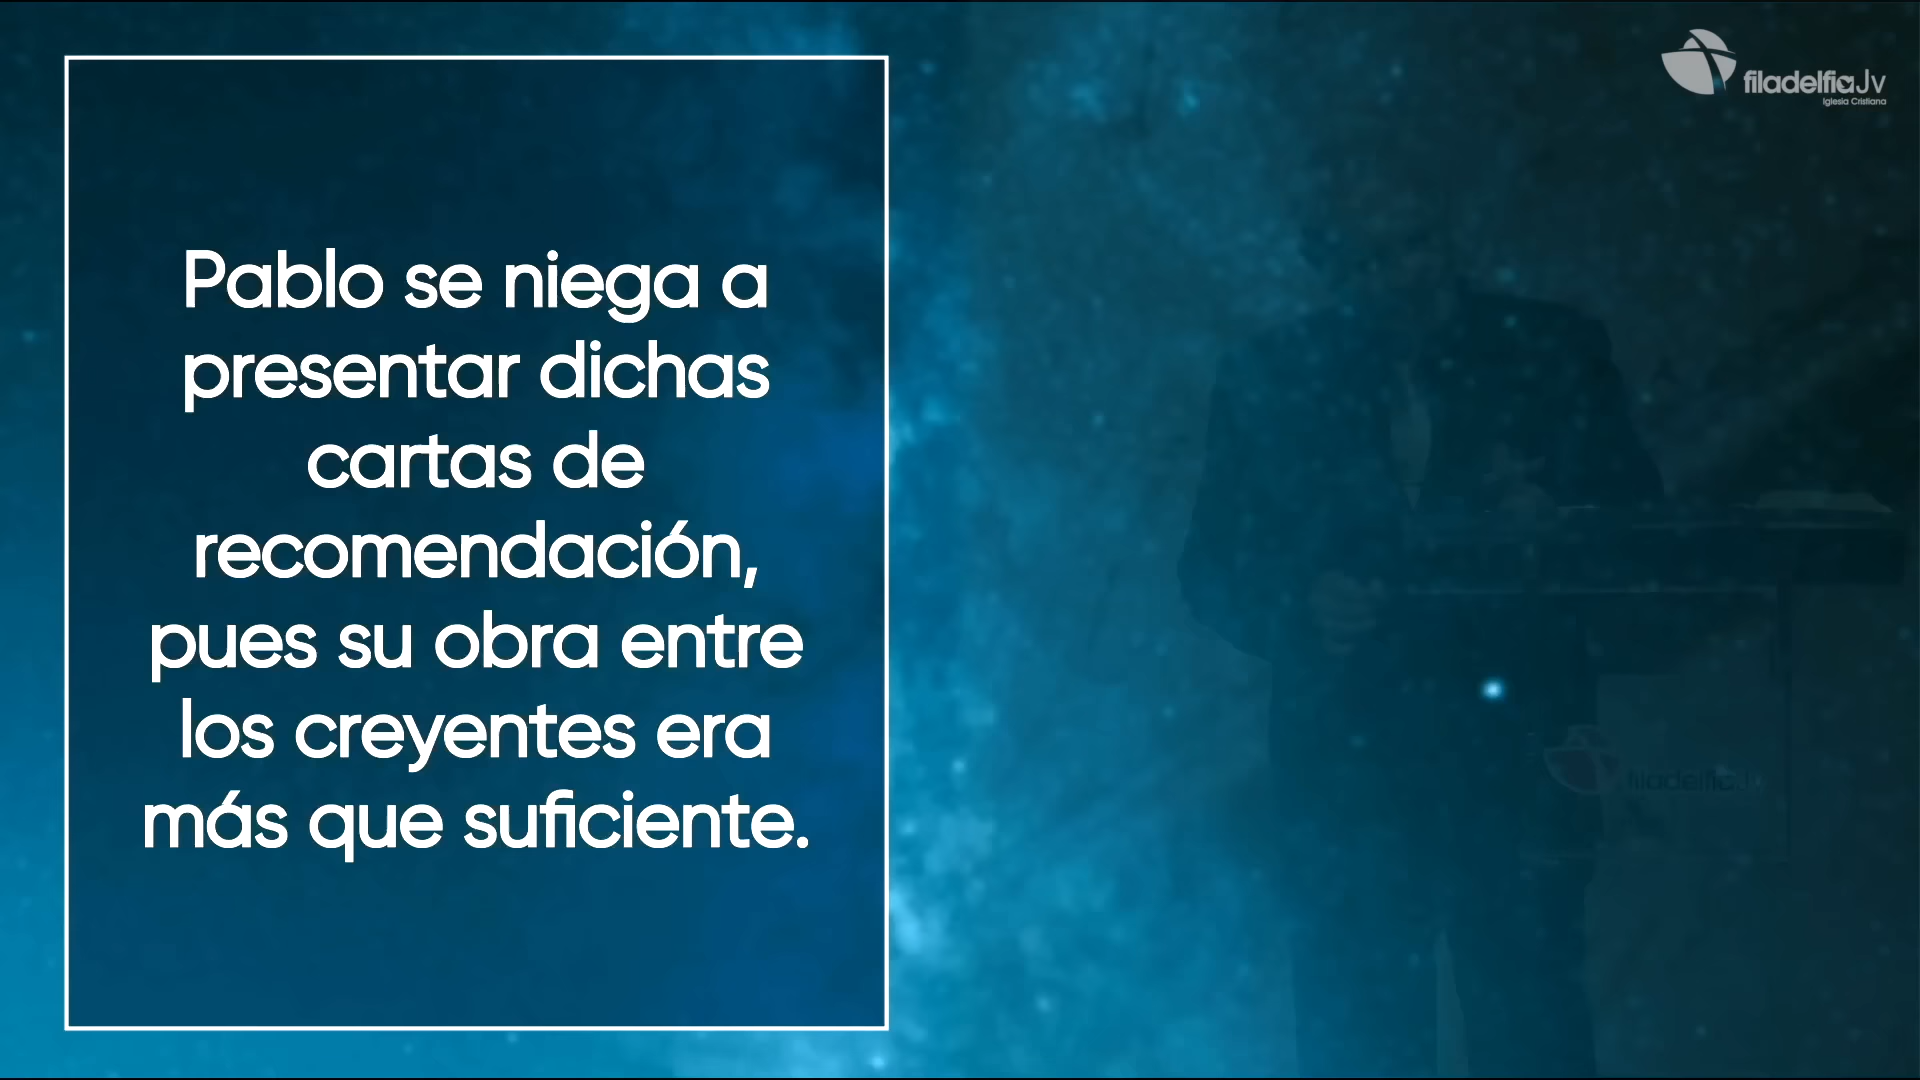 filadelfiaJv
Iglesia Cristiana
Pablo se niega a
presentar dichas
cartas de
recomendación,
pues su obra entre
los creyentes era
más que suficiente.
filadelfiaJv